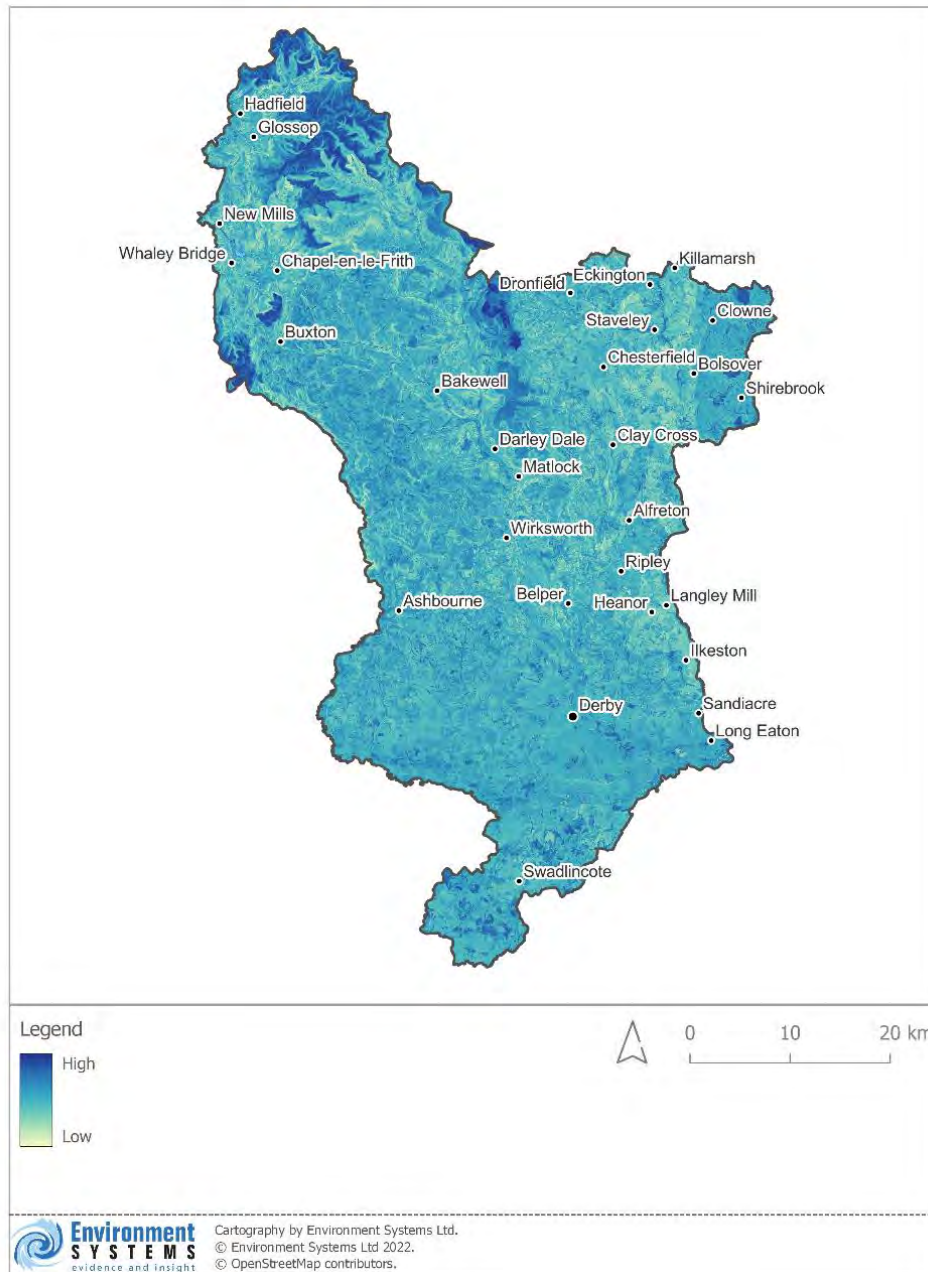 Hadfield
Glossop
New Mills
Whaley Bridge
Chapel-en-le-Frith
Killamarsh
Eckington
Dronfield
Clowne
Staveley
Buxton
Chesterfield
Bolsover
Bakewell
Shirebrook
Darley Dale
Clay Cross
Matlock
Alfreton
Wirksworth
Ripley
Belper
Langley Mill
Ashbourne
Heanor
Ilkeston
Derby
Sandiacre
Long Eaton
Swadlincote
Legend
High
Low
0 10 20 km
Environment
SYSTEMS
evidence and insight
Cartography by Environment Systems Ltd.
© Environment Systems Ltd 2022.
© OpenStreetMap contributors.